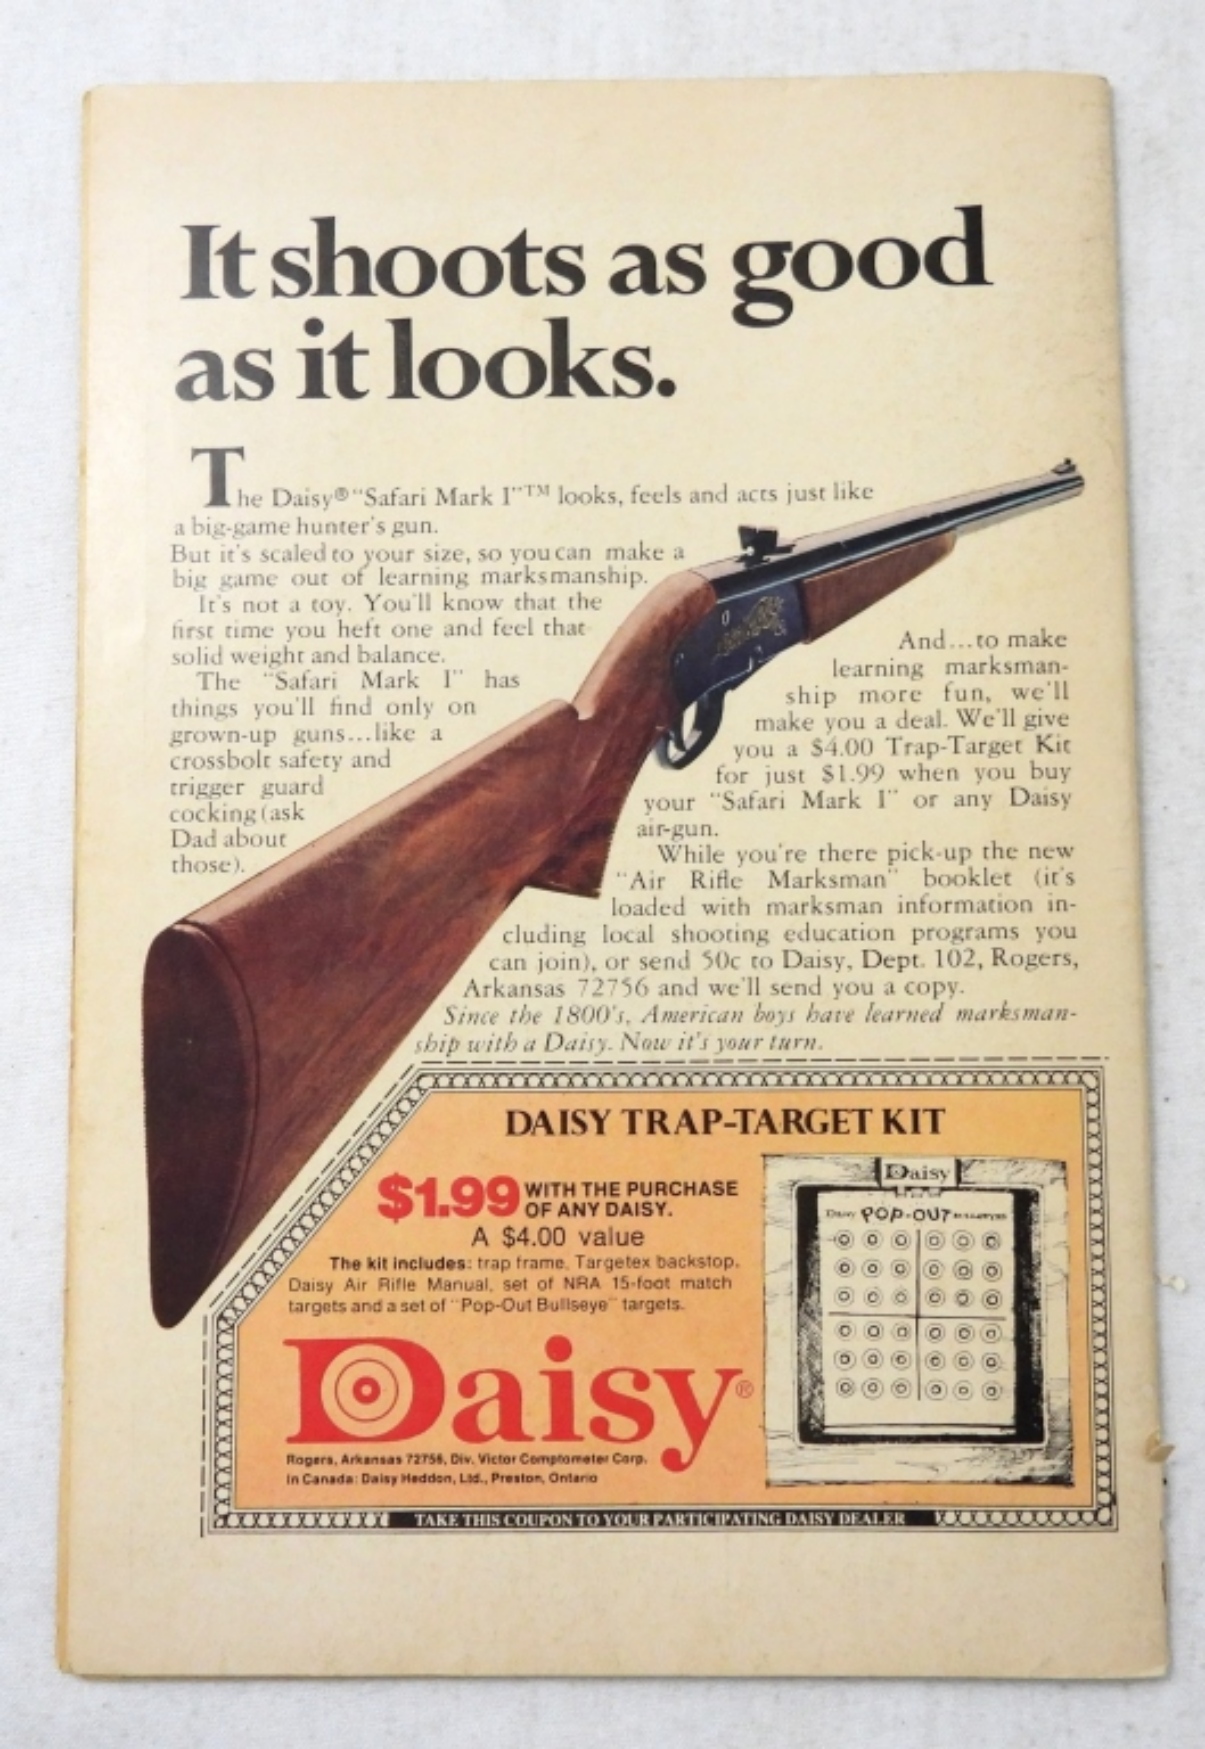 It shoots as good
as it looks.
The Daisy® "Safari Mark I"™ looks, feels and acts just like
a big-game hunter's gun.
But it's scaled to your size, so you can make a
big game out of learning marksmanship.
It's not a toy. You'll know that the
first time you heft one and feel that
solid weight and balance.
The "Safari Mark I" has
things you'll find only on
grown-up guns...like a
crossbolt safety and
trigger guard
cocking (ask
Dad about
those).
And...to make
learning marksman-
ship more fun, we'll
make you a deal. We'll give
you a $4.00 Trap-Target Kit
for just $1.99 when you buy
your "Safari Mark I" or any Daisy
air-gun.
While you're there pick-up the new
"Air Rifle Marksman" booklet (it's
loaded with marksman information in-
cluding local shooting education programs you
can join), or send 50c to Daisy, Dept. 102, Rogers,
Arkansas 72756 and we'll send you a copy.
Since the 1800's, American boys have learned marksman-
ship with a Daisy. Now it's your turn.
DAISY TRAP-TARGET KIT
$1.99 WITH THE PURCHASE
OF ANY DAISY.
A $4.00 value
The kit includes: trap frame, Targetex backstop,
Daisy Air Rifle Manual, set of NRA 15-foot match
targets and a set of "Pop-Out Bullseye" targets.
Daisy®
Rogers, Arkansas 72756, Div. Victor Comptometer Corp.
In Canada: Daisy Heddon, Ltd., Preston, Ontario
Daisy
Daisy POP-OUT
TAKE THIS COUPON TO YOUR PARTICIPATING DAISY DEALER